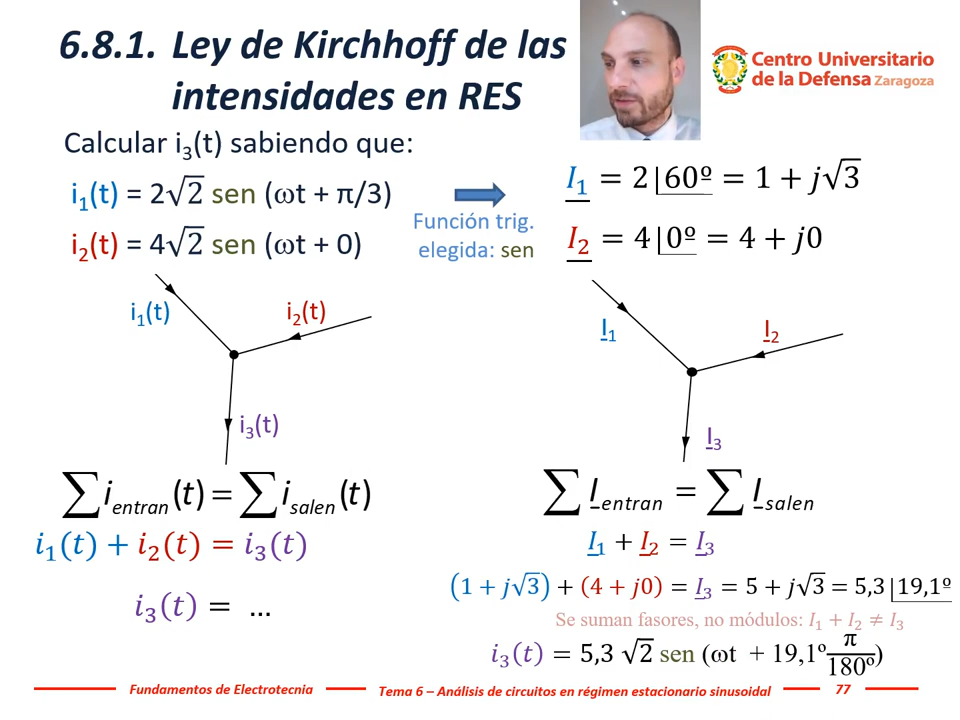 6.8.1. Ley de Kirchhoff de las
intensidades en RES
Centro Universitario
de la Defensa Zaragoza
Calcular i₃(t) sabiendo que:
i₁(t) = 2√2 sen (ωt + π/3)
i₂(t) = 4√2 sen (ωt + 0)
Función trig.
elegida: sen
I₁ = 2|60º = 1 + j√3
I₂ = 4|0º = 4 + j0
i₁(t)
i₂(t)
i₃(t)
I₁
I₂
I₃
∑ i entran (t) = ∑ i salen (t)
i₁(t) + i₂(t) = i₃(t)
i₃(t) = ...
∑ I entran = ∑ I salen
I₁ + I₂ = I₃
(1 + j√3) + (4 + j0) = I₃ = 5 + j√3 = 5,3|19,1º
Se suman fasores, no módulos: I₁ + I₂ ≠ I₃
i₃(t) = 5,3 √2 sen (ωt + 19,1º π/180º)
Fundamentos de Electrotecnia
Tema 6 – Análisis de circuitos en régimen estacionario sinusoidal
77